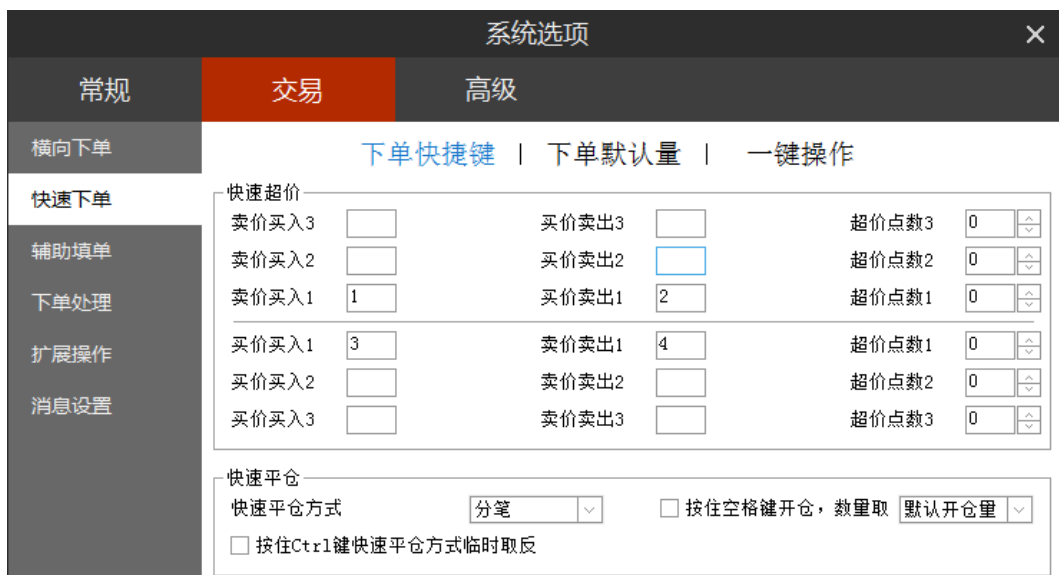 系统选项
常规 交易 高级
横向下单
快速下单
辅助填单
下单处理
扩展操作
消息设置
下单快捷键 | 下单默认量 | 一键操作
快速超价
卖价买入3 买价卖出3 超价点数3 0
卖价买入2 买价卖出2 超价点数2 0
卖价买入1 1 买价卖出1 2 超价点数1 0
买价买入1 3 卖价卖出1 4 超价点数1 0
买价买入2 卖价卖出2 超价点数2 0
买价买入3 卖价卖出3 超价点数3 0
快速平仓
快速平仓方式 分笔 按住空格键开仓，数量取 默认开仓量
按住Ctrl键快速平仓方式临时取反